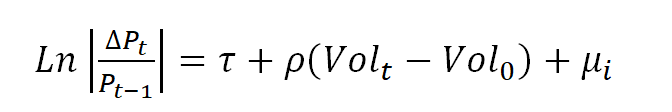 Ln |ΔP_t / P_{t−1}| = τ + ρ(Vol_t − Vol_0) + μ_i